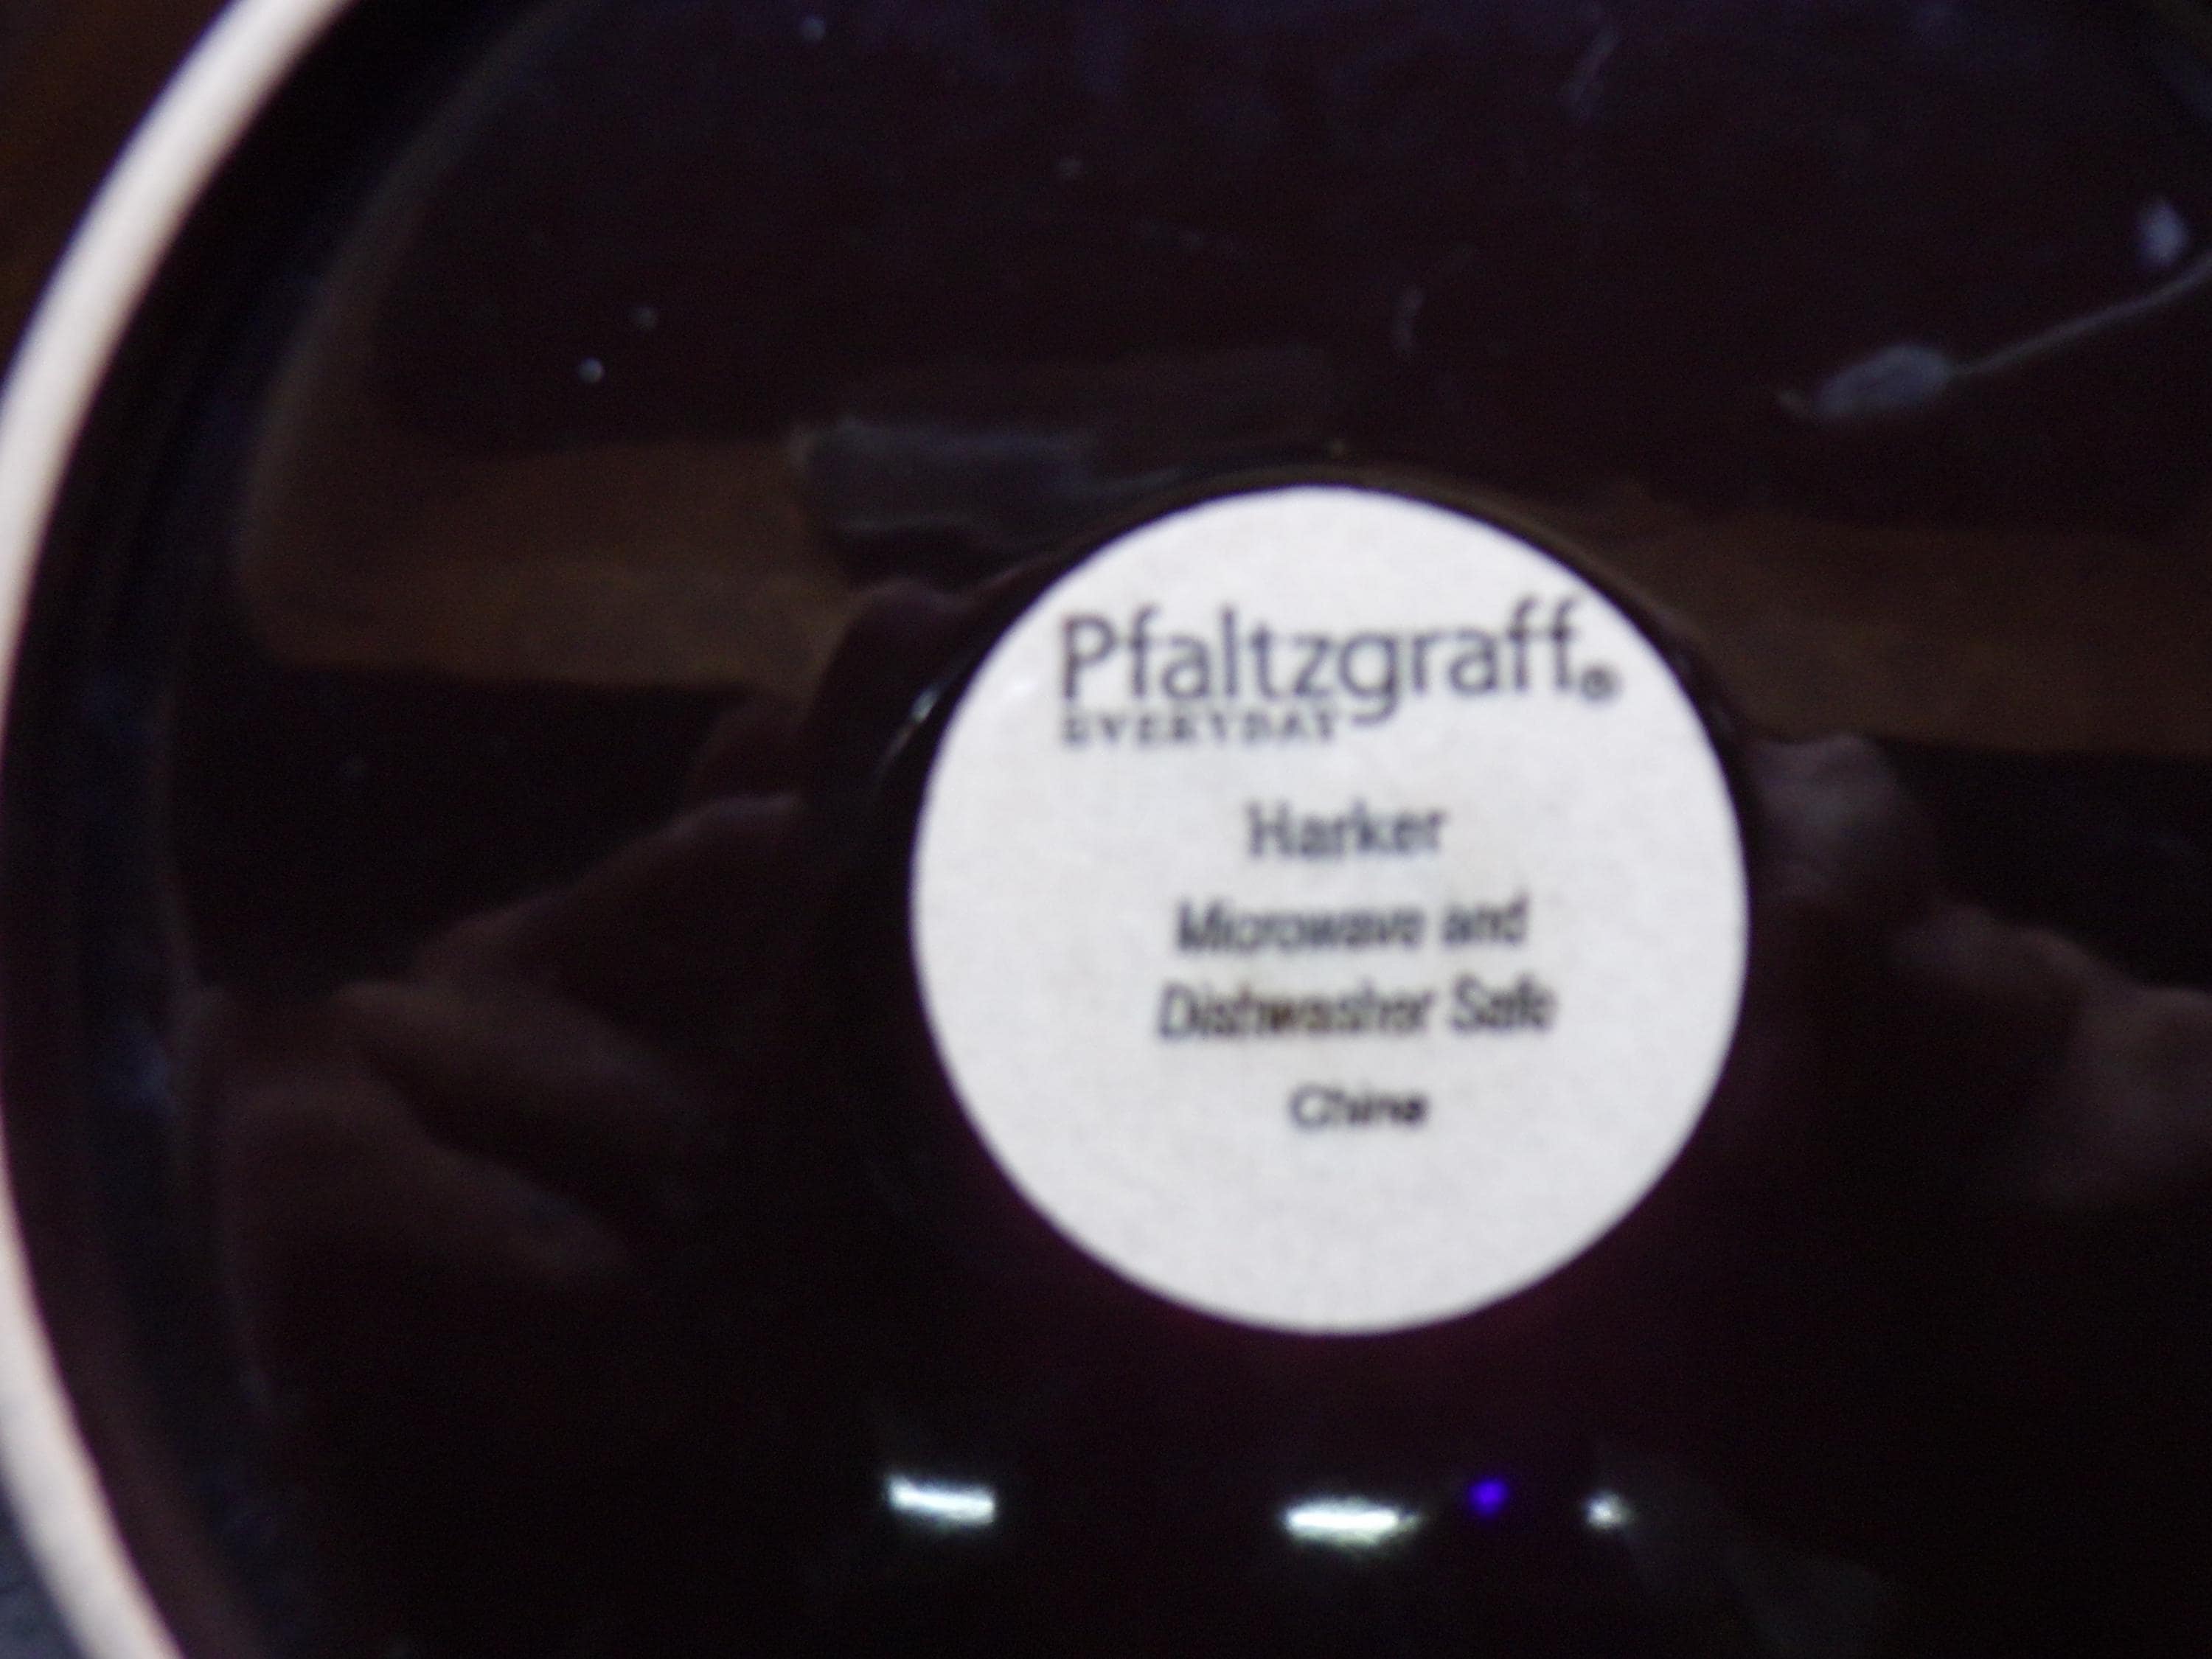 Pfaltzgraff®
EVERYDAY
Harker
Microwave and
Dishwasher Safe
China